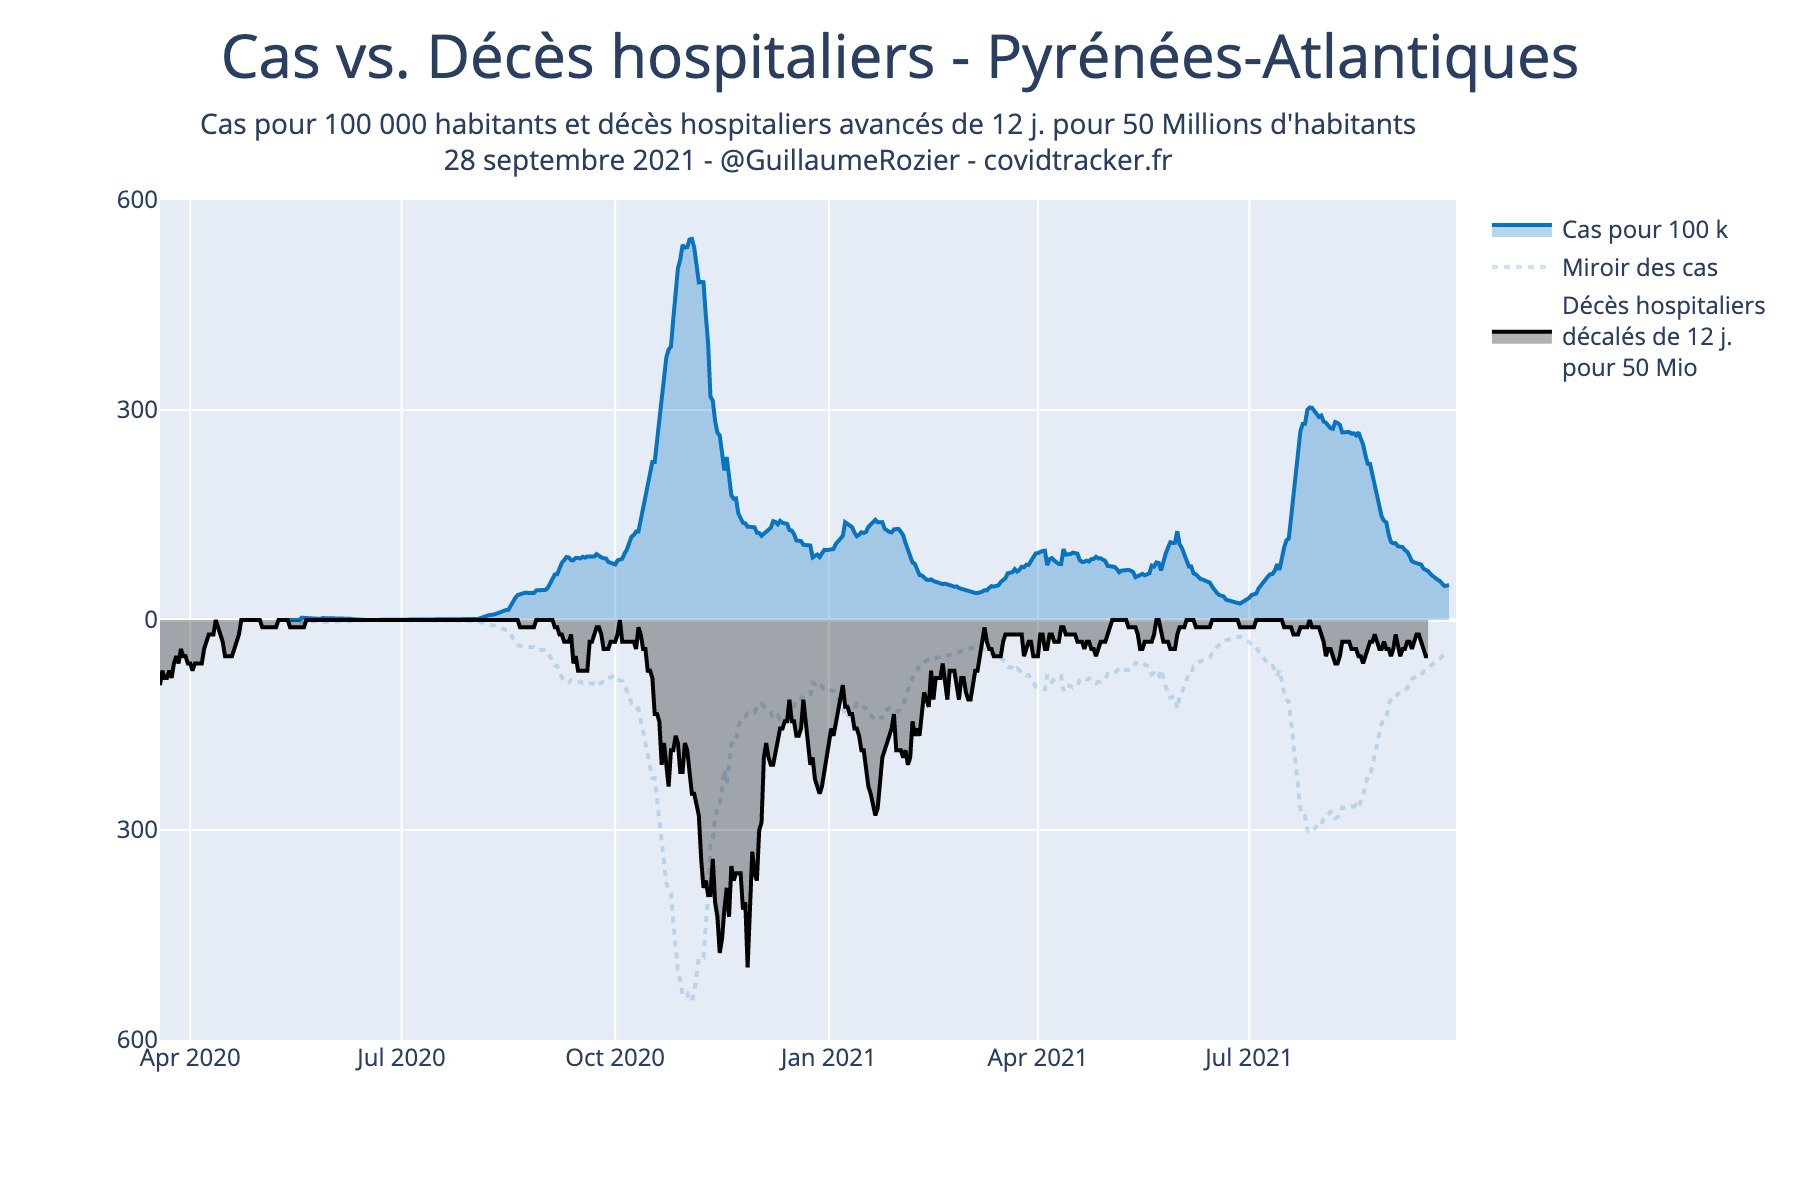 Cas vs. Décès hospitaliers - Pyrénées-Atlantiques
Cas pour 100 000 habitants et décès hospitaliers avancés de 12 j. pour 50 Millions d'habitants
28 septembre 2021 - @GuillaumeRozier - covidtracker.fr
600
300
0
300
600
Apr 2020
Jul 2020
Oct 2020
Jan 2021
Apr 2021
Jul 2021
Cas pour 100 k
Miroir des cas
Décès hospitaliers
décalés de 12 j.
pour 50 Mio